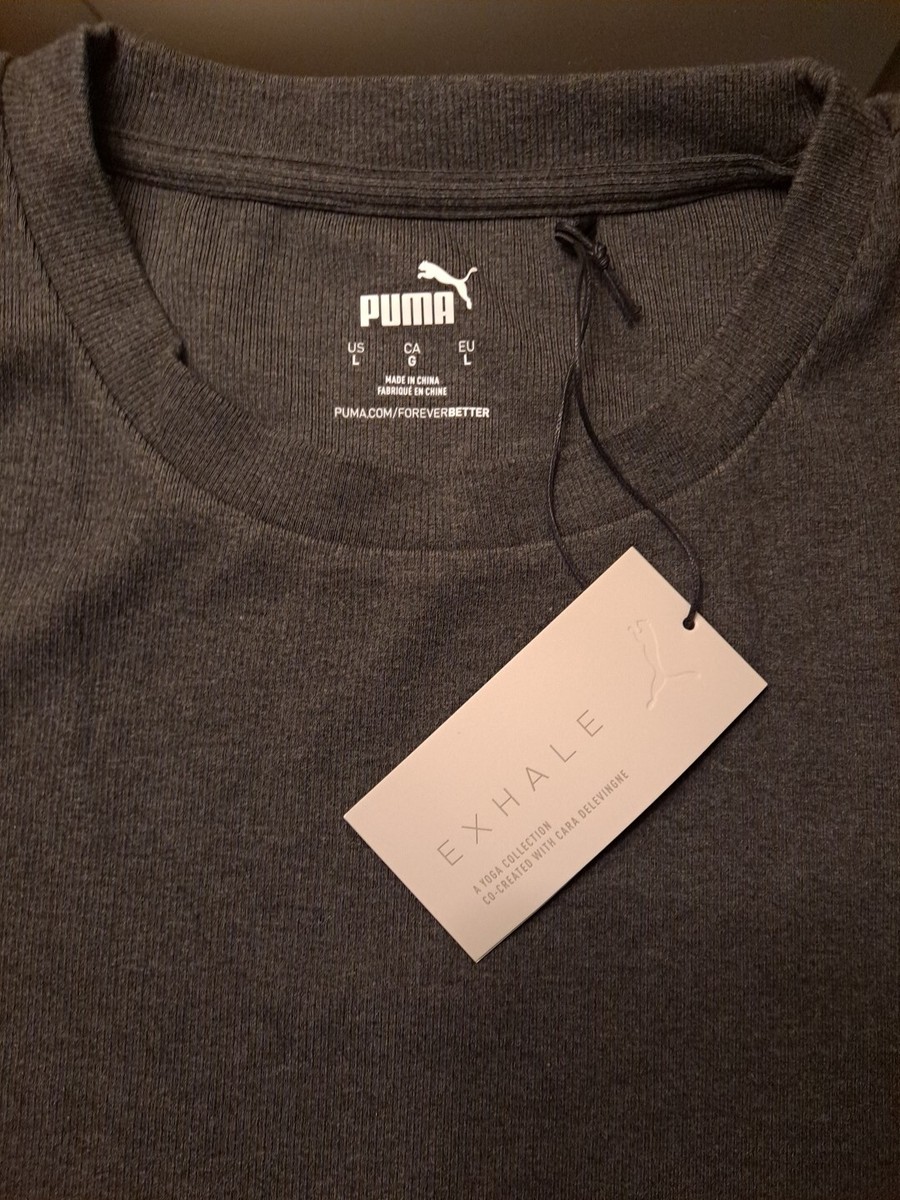 PUMA
US CA EU
L G L
MADE IN CHINA
FABRIQUÉ EN CHINE
PUMA.COM/FOREVERBETTER
EXHALE
A YOGA COLLECTION
CO-CREATED WITH CARA DELEVINGNE